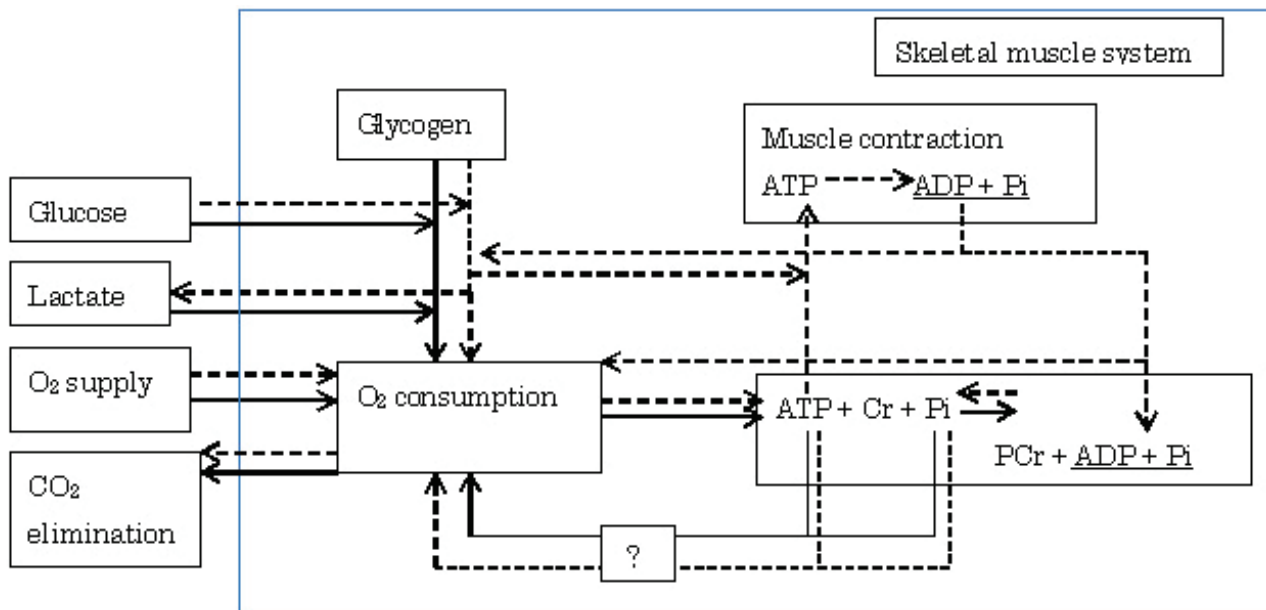 Skeletal muscle system
Glycogen
Muscle contraction
ATP ADP + Pi
Glucose
Lactate
O₂ supply
O₂ consumption
ATP + Cr + Pi
PCr + ADP + Pi
CO₂
elimination
?